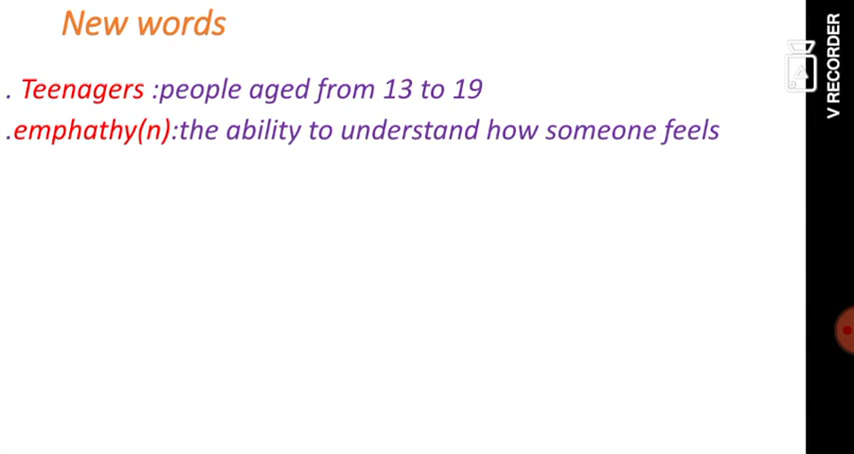 New words
. Teenagers :people aged from 13 to 19
.emphathy(n):the ability to understand how someone feels
V RECORDER